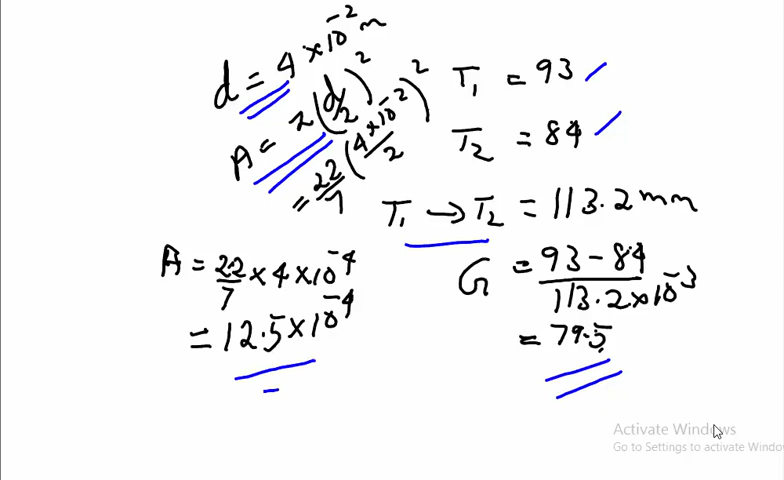 d = 4 × 10⁻² m
A = π(d/2)²
= 22/7 (4×10⁻²/2)²
A = 22/7 × 4 × 10⁻⁴
= 12.5 × 10⁻⁴
T₁ = 93
T₂ = 84
T₁ → T₂ = 113.2 mm
G = 93 - 84 / 113.2 × 10⁻³
= 79.5
Activate Windows
Go to Settings to activate Windo